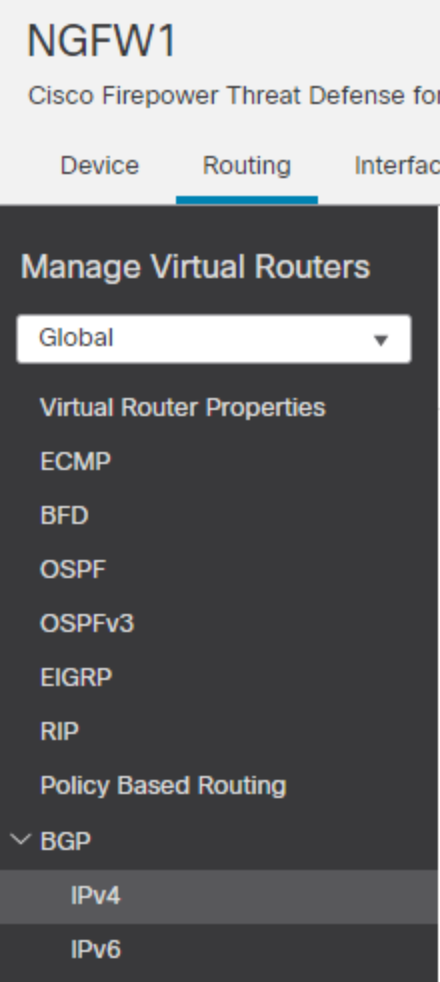 NGFW1
Cisco Firepower Threat Defense for
Device Routing Interfac
Manage Virtual Routers
Global
Virtual Router Properties
ECMP
BFD
OSPF
OSPFv3
EIGRP
RIP
Policy Based Routing
BGP
IPv4
IPv6